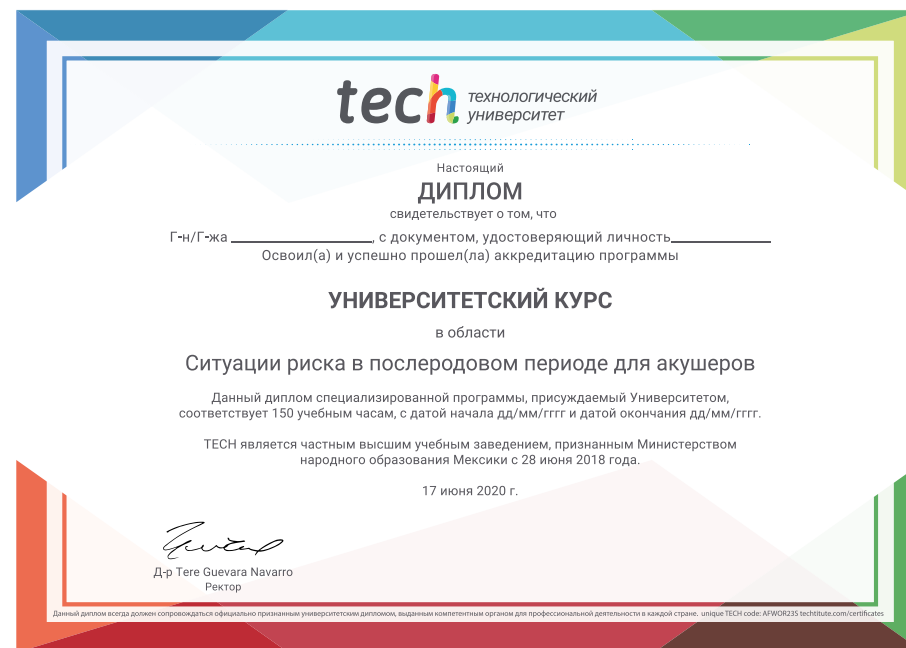 tech
технологический
университет
Настоящий
ДИПЛОМ
свидетельствует о том, что
Г-н/Г-жа _________________, с документом, удостоверяющий личность____________
Освоил(а) и успешно прошел(ла) аккредитацию программы
УНИВЕРСИТЕТСКИЙ КУРС
в области
Ситуации риска в послеродовом периоде для акушеров
Данный диплом специализированной программы, присуждаемый Университетом,
соответствует 150 учебным часам, с датой начала дд/мм/гггг и датой окончания дд/мм/гггг.
TECH является частным высшим учебным заведением, признанным Министерством
народного образования Мексики с 28 июня 2018 года.
17 июня 2020 г.
Д-р Tere Guevara Navarro
Ректор
Данный диплом всегда должен сопровождаться официально признанным университетским дипломом, выданным компетентным органом для профессиональной деятельности в каждой стране. unique TECH code: AFWOR23S techtitute.com/certificates